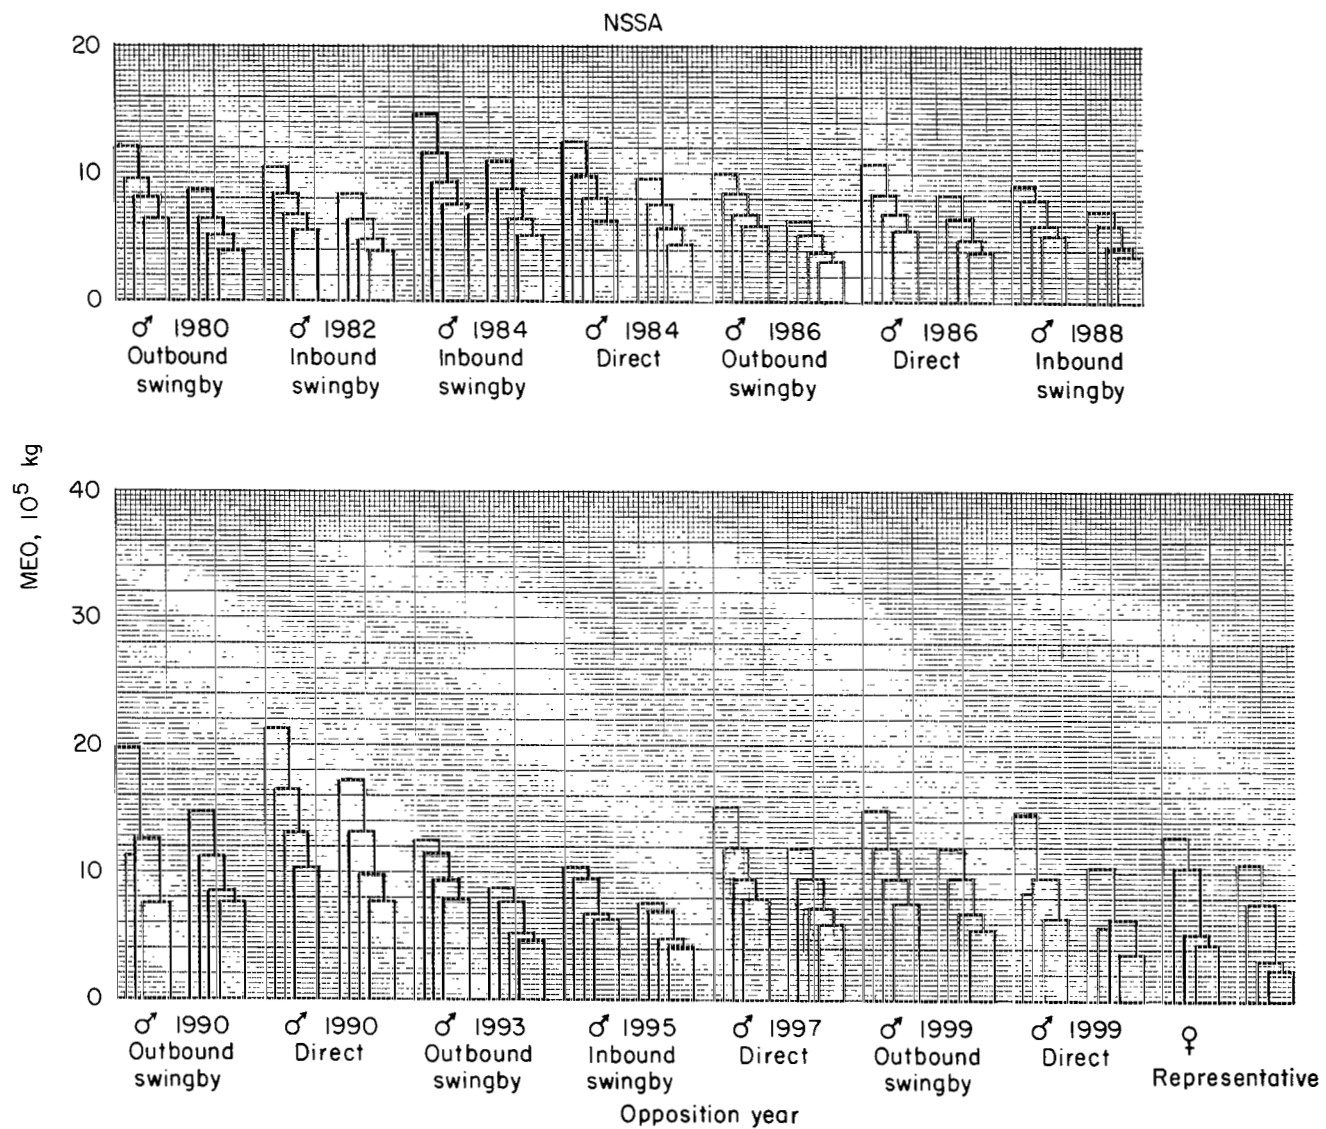 NSSA
20
10
0
♂ 1980 ♂ 1982 ♂ 1984 ♂ 1984 ♂ 1986 ♂ 1986 ♂ 1988
Outbound Inbound Inbound Direct Outbound Direct Inbound
swingby swingby swingby swingby swingby
MEO, 10⁵ kg
40
30
20
10
0
♂ 1990 ♂ 1990 ♂ 1993 ♂ 1995 ♂ 1997 ♂ 1999 ♂ 1999 ♀
Outbound Direct Outbound Inbound Direct Outbound Direct Representative
swingby swingby swingby swingby
Opposition year